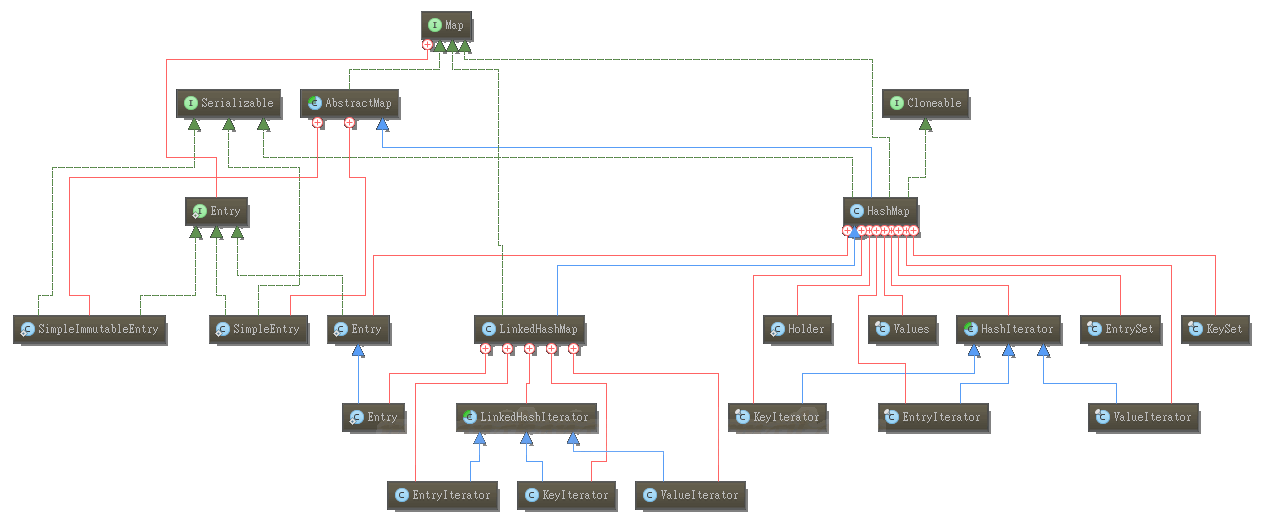 Map
Serializable
AbstractMap
Cloneable
Entry
HashMap
SimpleImmutableEntry
SimpleEntry
Entry
LinkedHashMap
Holder
Values
HashIterator
EntrySet
KeySet
Entry
LinkedHashIterator
KeyIterator
EntryIterator
ValueIterator
EntryIterator
KeyIterator
ValueIterator